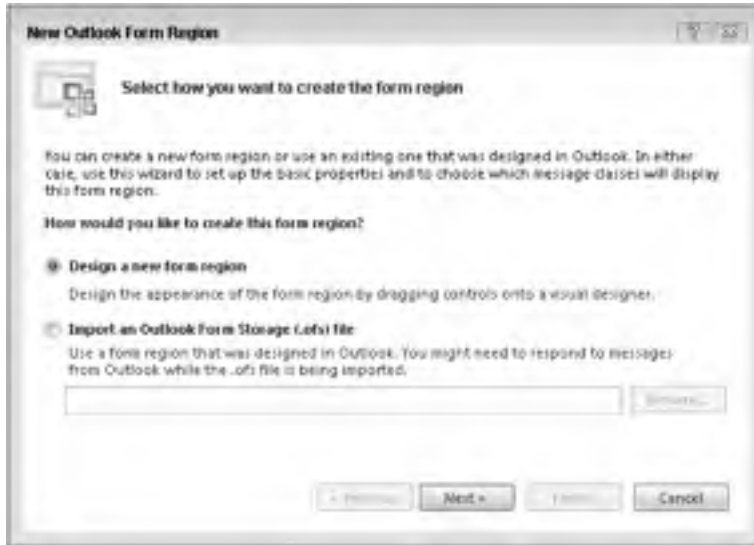 New Outlook Form Region
Select how you want to create the form region
You can create a new form region or use an existing one that was designed in Outlook. In either
case, use this wizard to set up the basic properties and to choose which message classes will display
this form region.
How would you like to create this form region?
Design a new form region
Design the appearance of the form region by dragging controls onto a visual designer.
Import an Outlook Form Storage (.ofs) file
Use a form region that was designed in Outlook. You might need to respond to messages
from Outlook while the .ofs file is being imported.
Browse...
< Previous Next > Finish Cancel